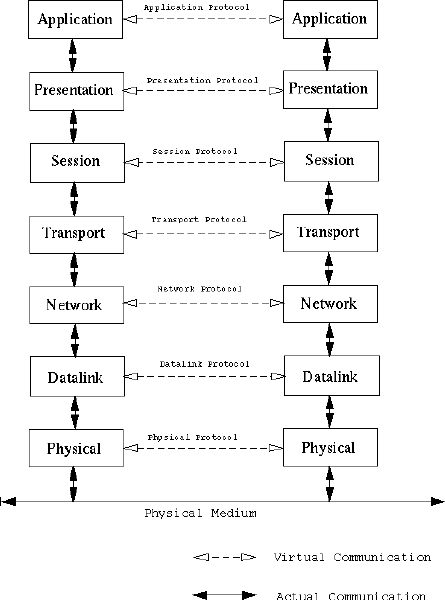 Application Application Protocol Application
Presentation Presentation Protocol Presentation
Session Session Protocol Session
Transport Transport Protocol Transport
Network Network Protocol Network
Datalink Datalink Protocol Datalink
Physical Physical Protocol Physical
Physical Medium
Virtual Communication
Actual Communication